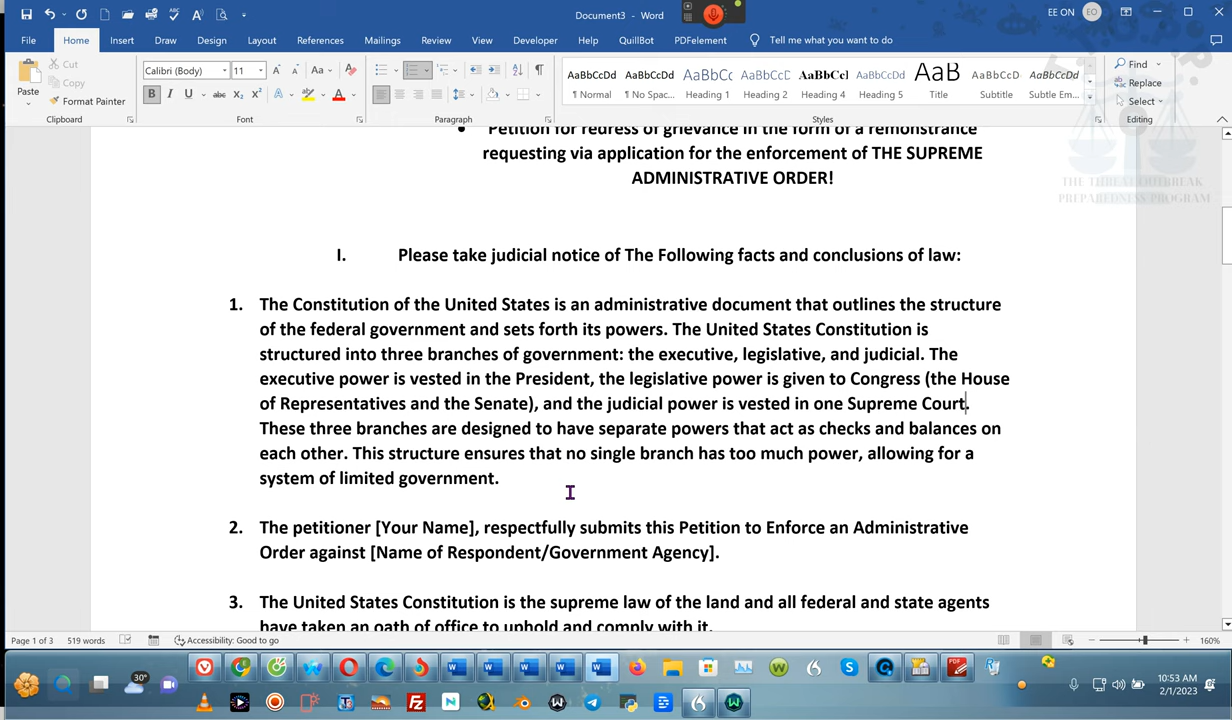 Document3 - Word
EE ON
EO
File
Home
Insert
Draw
Design
Layout
References
Mailings
Review
View
Developer
Help
QuillBot
PDFelement
Tell me what you want to do
Paste
Cut
Copy
Format Painter
Clipboard
Calibri (Body)
11
Font
Paragraph
AaBbCcDd
¶ Normal
AaBbCcDd
¶ No Spac...
AaBbCcD
Heading 1
AaBbCcD
Heading 2
AaBbCcI
Heading 4
AaBbCcDd
Heading 5
AaB
Title
AaBbCcD
Subtitle
AaBbCcDd
Subtle Em...
Styles
Find
Replace
Select
Editing
THE THREAT OUTBREAK
PREPAREDNESS PROGRAM
• Petition for redress of grievance in the form of a remonstrance
requesting via application for the enforcement of THE SUPREME
ADMINISTRATIVE ORDER!
I. Please take judicial notice of The Following facts and conclusions of law:
1. The Constitution of the United States is an administrative document that outlines the structure
of the federal government and sets forth its powers. The United States Constitution is
structured into three branches of government: the executive, legislative, and judicial. The
executive power is vested in the President, the legislative power is given to Congress (the House
of Representatives and the Senate), and the judicial power is vested in one Supreme Court.
These three branches are designed to have separate powers that act as checks and balances on
each other. This structure ensures that no single branch has too much power, allowing for a
system of limited government.
2. The petitioner [Your Name], respectfully submits this Petition to Enforce an Administrative
Order against [Name of Respondent/Government Agency].
3. The United States Constitution is the supreme law of the land and all federal and state agents
have taken an oath of office to uphold and comply with it.
Page 1 of 3
519 words
Accessibility: Good to go
160%
30°
10:53 AM
2/1/2023